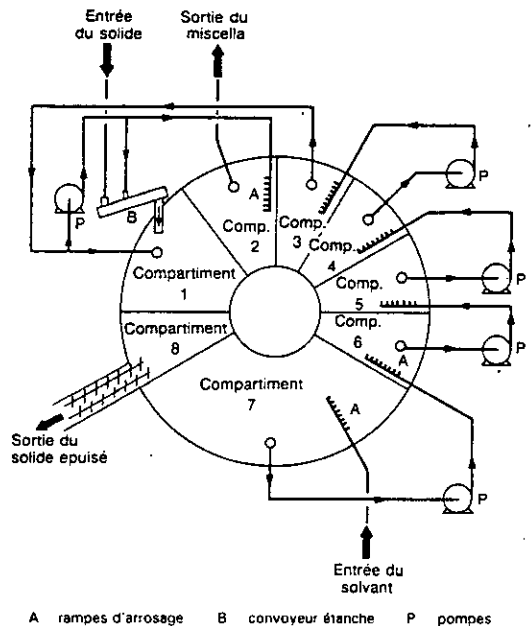 Entrée
du solide
Sortie du
miscella
P
B
A
Comp.
2
Comp.
3
Comp.
4
Comp.
5
Comp.
6
A
P
P
P
P
Compartiment
1
Compartiment
8
Compartiment
7
A
Sortie du
solide epuisé
Entrée du
solvant
A rampes d'arrosage B convoyeur étanche P pompes